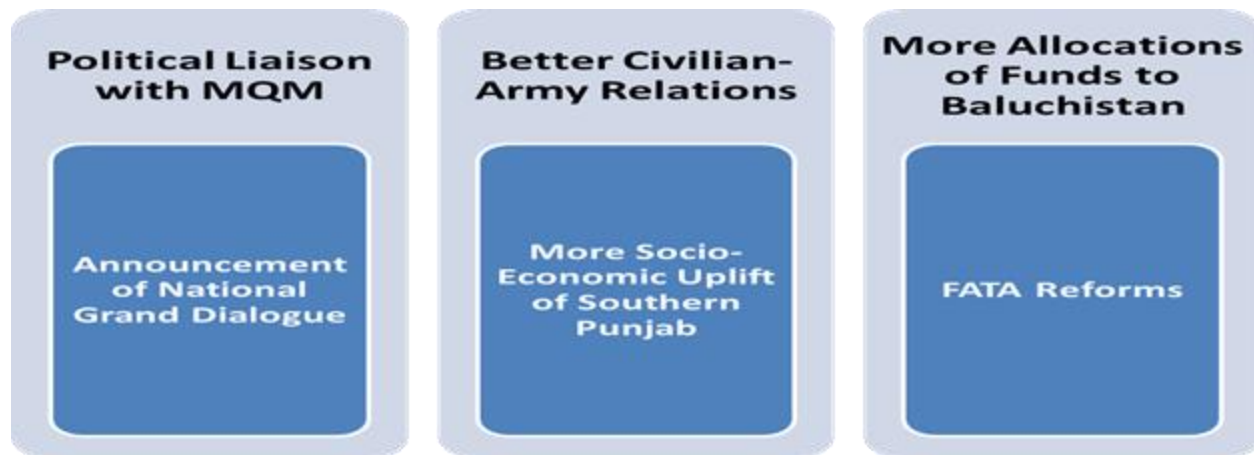 Political Liaison
with MQM
Announcement
of National
Grand Dialogue
Better Civilian-
Army Relations
More Socio-
Economic Uplift
of Southern
Punjab
More Allocations
of Funds to
Baluchistan
FATA Reforms